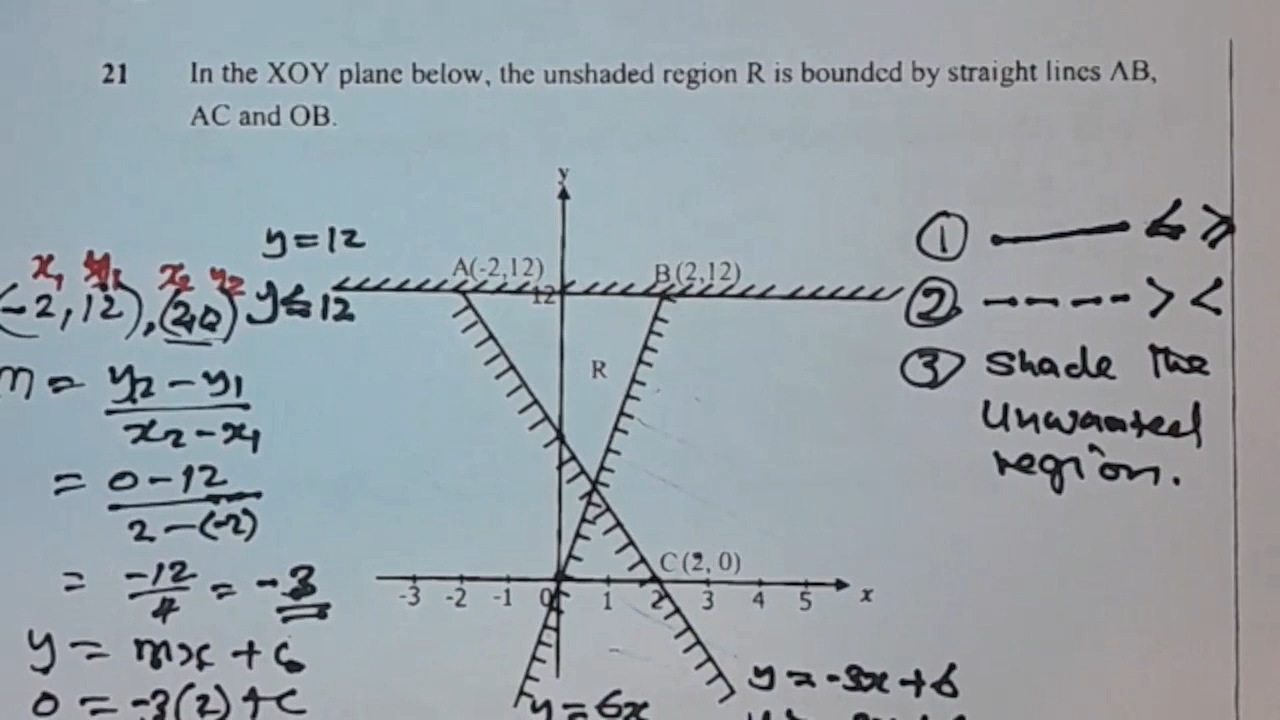 21 In the XOY plane below, the unshaded region R is bounded by straight lines AB,
AC and OB.
y
y = 12
x₁ y₁ x₂ y₂
(-2, 12), (2,0)
y ≤ 12
A(-2,12)
B(2,12)
12
R
C(2, 0)
-3 -2 -1 0 1 2 3 4 5 x
m = y₂ - y₁
x₂ - x₁
= 0 - 12
2 - (-2)
= -12 = -3
4
y = mx + c
0 = -3(2) + c
y = 6x
y = -3x + 6
① ≤ ≥
② ---- > <
③ Shade the
Unwanted
region.